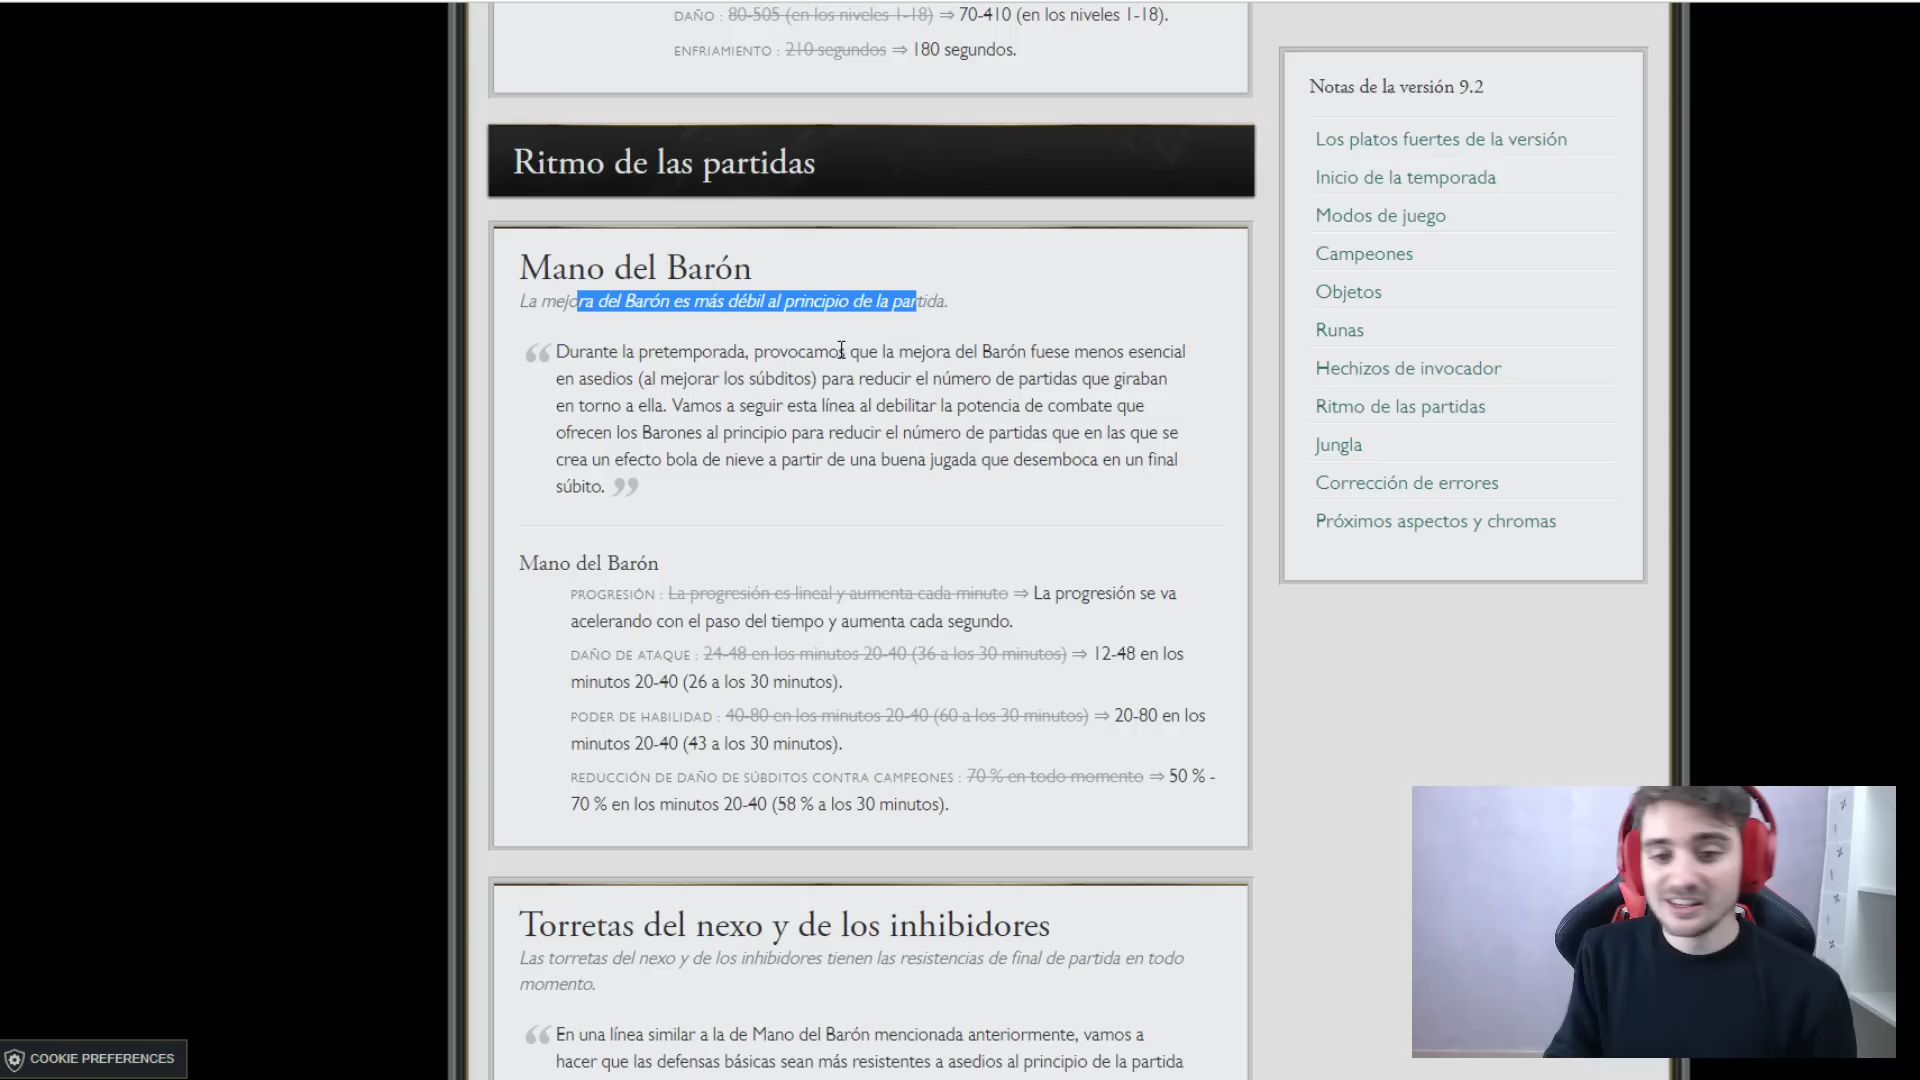 DAÑO : 80-505 (en los niveles 1-18) ⇒ 70-410 (en los niveles 1-18).
ENFRIAMIENTO : 210 segundos ⇒ 180 segundos.
Ritmo de las partidas
Mano del Barón
La mejora del Barón es más débil al principio de la partida.
“ Durante la pretemporada, provocamos que la mejora del Barón fuese menos esencial
en asedios (al mejorar los súbditos) para reducir el número de partidas que giraban
en torno a ella. Vamos a seguir esta línea al debilitar la potencia de combate que
ofrecen los Barones al principio para reducir el número de partidas que en las que se
crea un efecto bola de nieve a partir de una buena jugada que desemboca en un final
súbito. ”
Mano del Barón
PROGRESIÓN : La progresión es lineal y aumenta cada minuto ⇒ La progresión se va
acelerando con el paso del tiempo y aumenta cada segundo.
DAÑO DE ATAQUE : 24-48 en los minutos 20-40 (36 a los 30 minutos) ⇒ 12-48 en los
minutos 20-40 (26 a los 30 minutos).
PODER DE HABILIDAD : 40-80 en los minutos 20-40 (60 a los 30 minutos) ⇒ 20-80 en los
minutos 20-40 (43 a los 30 minutos).
REDUCCIÓN DE DAÑO DE SÚBDITOS CONTRA CAMPEONES : 70 % en todo momento ⇒ 50 % -
70 % en los minutos 20-40 (58 % a los 30 minutos).
Torretas del nexo y de los inhibidores
Las torretas del nexo y de los inhibidores tienen las resistencias de final de partida en todo
momento.
“ En una línea similar a la de Mano del Barón mencionada anteriormente, vamos a
hacer que las defensas básicas sean más resistentes a asedios al principio de la partida
Notas de la versión 9.2
Los platos fuertes de la versión
Inicio de la temporada
Modos de juego
Campeones
Objetos
Runas
Hechizos de invocador
Ritmo de las partidas
Jungla
Corrección de errores
Próximos aspectos y chromas
COOKIE PREFERENCES